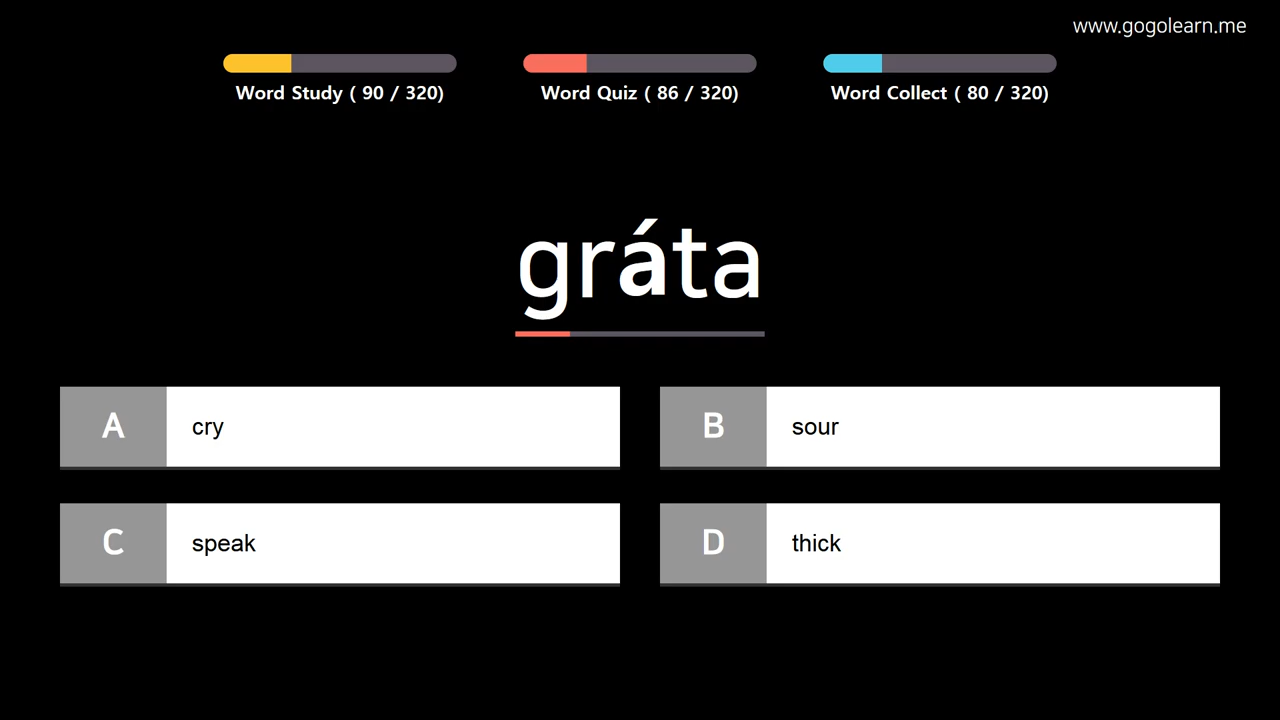 www.gogolearn.me
Word Study ( 90 / 320)
Word Quiz ( 86 / 320)
Word Collect ( 80 / 320)
gráta
A cry
B sour
C speak
D thick